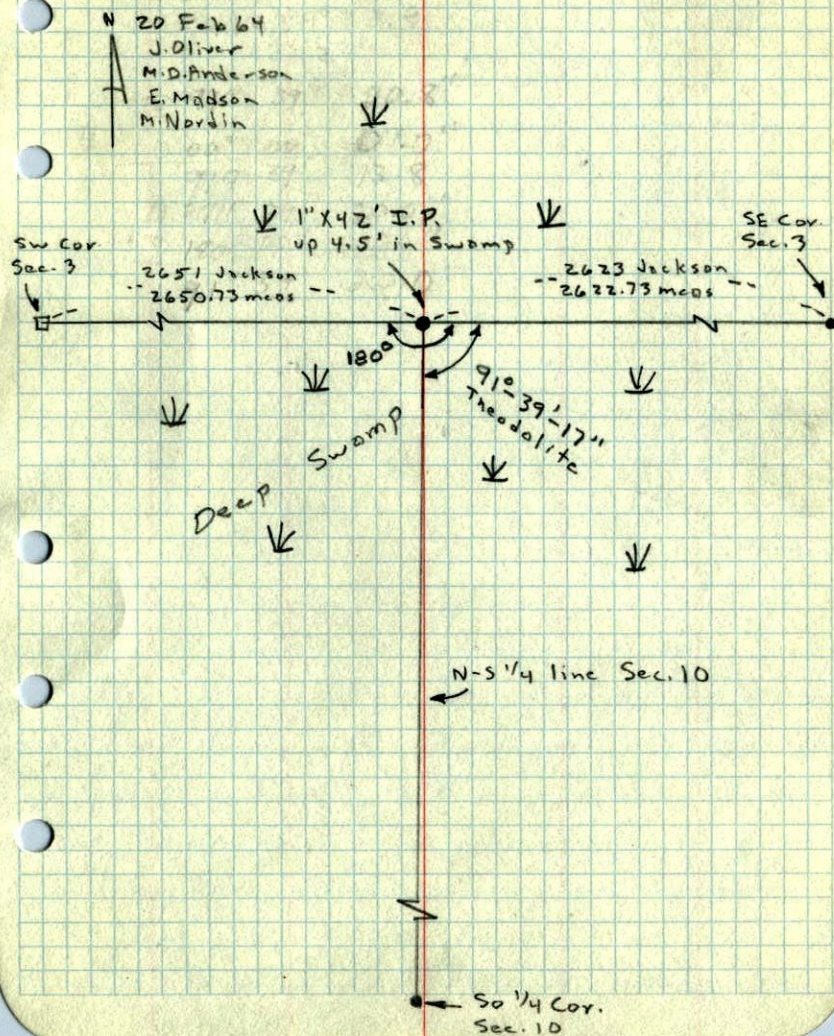 N 20 Feb 64
J. Oliver
M.D. Anderson
E. Madson
M. Nordin
1" X 42' I.P.
up 4.5' in Swamp
SW Cor
Sec. 3
2651 Jackson
2650.73 meas
2623 Jackson
2622.73 meas
SE Cor.
Sec. 3
180°
91°-39'-17"
Theodolite
Deep Swamp
N-S 1/4 line Sec. 10
So 1/4 Cor.
Sec. 10